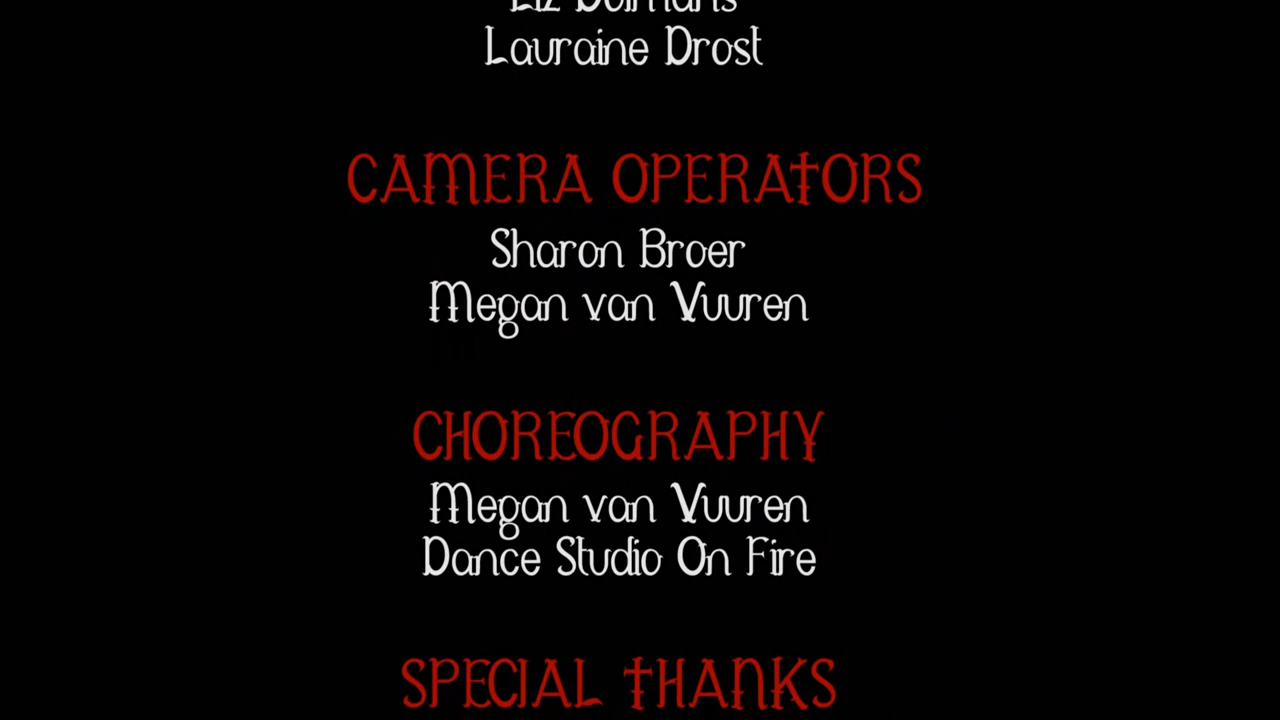 Liz
Lauraine Drost
CAMERA OPERATORS
Sharon Broer
Megan van Vuuren
CHOREOGRAPHY
Megan van Vuuren
Dance Studio On Fire
SPECIAL THANKS